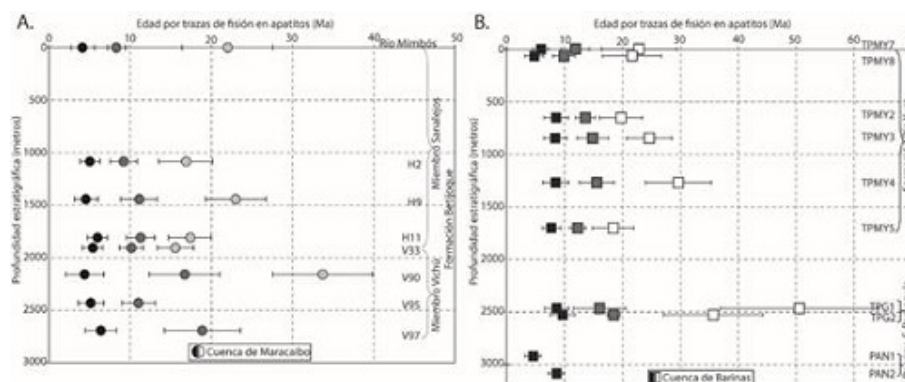 A.
Edad por trazas de fisión en apatitos (Ma)
0 10 20 30 40 50
Río Mimbós
Profundidad estratigráfica (metros)
0
500
1000
1500
2000
2500
3000
H2
H9
H11
V33
V90
V95
V97
Miembro Sanalejos
Miembro Vichú
Formación Betijoque
Cuenca de Maracaibo
B.
Edad por trazas de fisión en apatitos (Ma)
0 10 20 30 40 50 60
Profundidad estratigráfica (metros)
0
500
1000
1500
2000
2500
3000
TPMY7
TPMY8
TPMY2
TPMY3
TPMY4
TPMY5
TPG1
TPG2
PAN1
PAN2
Cuenca de Barinas